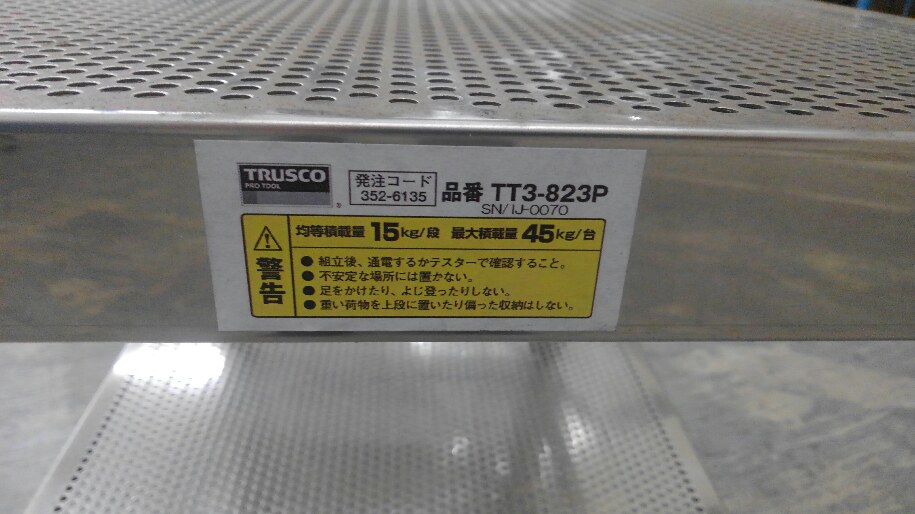 TRUSCO
PRO TOOL
発注コード
352-6135
品番 TT3-823P
SN/IJ-0070
警告
均等積載量 15kg/段 最大積載量 45kg/台
● 組立後、通電するかテスターで確認すること。
● 不安定な場所には置かない。
● 足をかけたり、よじ登ったりしない。
● 重い荷物を上段に置いたり偏った収納はしない。